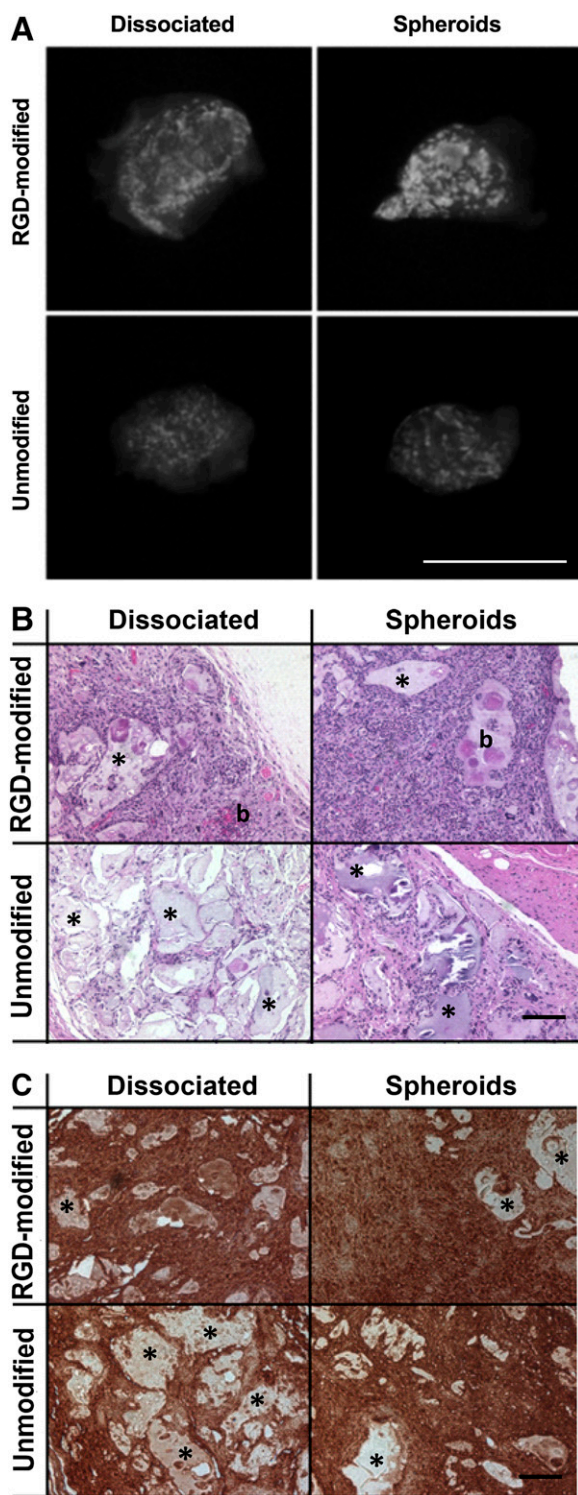 A
Dissociated Spheroids
RGD-modified
Unmodified
B
Dissociated Spheroids
RGD-modified
* *
b b
Unmodified
* * *
* *
C
Dissociated Spheroids
RGD-modified
* * *
Unmodified
* * *
* *